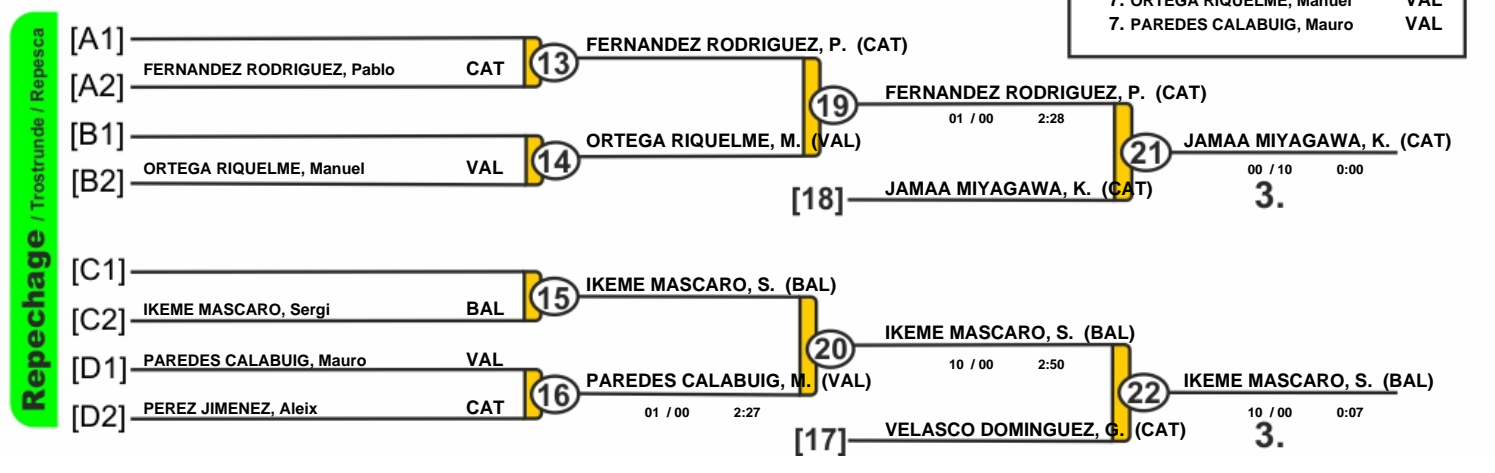 7. ORTEGA RIQUELME, Manuel VAL
7. PAREDES CALABUIG, Mauro VAL
Repechage / Trostrunde / Repesca
[A1]
FERNANDEZ RODRIGUEZ, P. (CAT)
FERNANDEZ RODRIGUEZ, Pablo CAT 13
[A2]
FERNANDEZ RODRIGUEZ, P. (CAT)
19
01 / 00 2:28
[B1]
ORTEGA RIQUELME, M. (VAL)
JAMAA MIYAGAWA, K. (CAT)
ORTEGA RIQUELME, Manuel VAL 14
21
00 / 10 0:00
[B2]
JAMAA MIYAGAWA, K. (CAT)
[18]
3.
[C1]
IKEME MASCARO, S. (BAL)
IKEME MASCARO, Sergi BAL 15
[C2]
IKEME MASCARO, S. (BAL)
20
10 / 00 2:50
[D1] PAREDES CALABUIG, Mauro VAL
PAREDES CALABUIG, M. (VAL)
16
IKEME MASCARO, S. (BAL)
22
[D2] PEREZ JIMENEZ, Aleix CAT
01 / 00 2:27
10 / 00 0:07
VELASCO DOMINGUEZ, G. (CAT)
[17]
3.